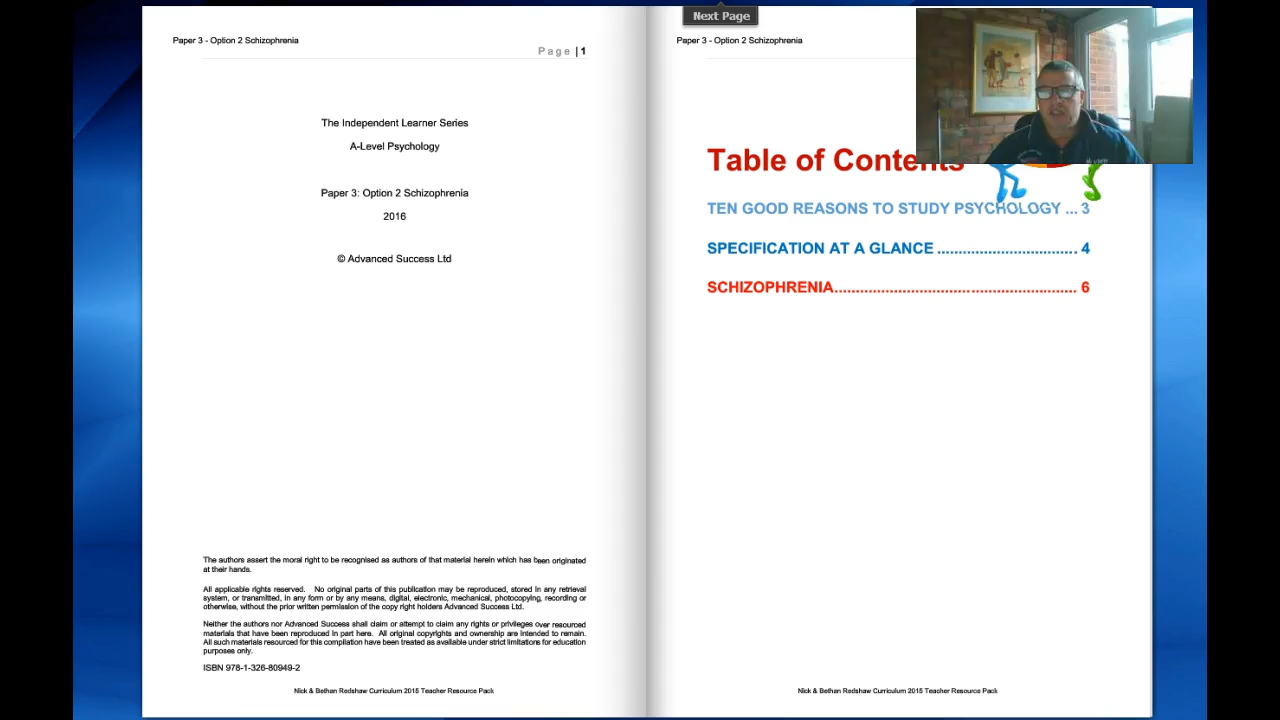 Paper 3 - Option 2 Schizophrenia
Page | 1
The Independent Learner Series
A-Level Psychology
Paper 3: Option 2 Schizophrenia
2016
© Advanced Success Ltd
The authors assert the moral right to be recognised as authors of that material herein which has been originated
at their hands.
All applicable rights reserved. No original parts of this publication may be reproduced, stored in any retrieval
system, or transmitted, in any form or by any means, digital, electronic, mechanical, photocopying, recording or
otherwise, without the prior written permission of the copy right holders Advanced Success Ltd.
Neither the authors nor Advanced Success shall claim or attempt to claim any rights or privileges over resourced
materials that have been reproduced in part here. All original copyrights and ownership are intended to remain.
All such materials resourced for this compilation have been treated as available under strict limitations for education
purposes only.
ISBN 978-1-326-80949-2
Nick & Bethan Redshaw Curriculum 2015 Teacher Resource Pack
Next Page
Paper 3 - Option 2 Schizophrenia
Table of Contents
TEN GOOD REASONS TO STUDY PSYCHOLOGY ... 3
SPECIFICATION AT A GLANCE ................................. 4
SCHIZOPHRENIA......................................................... 6
Nick & Bethan Redshaw Curriculum 2015 Teacher Resource Pack